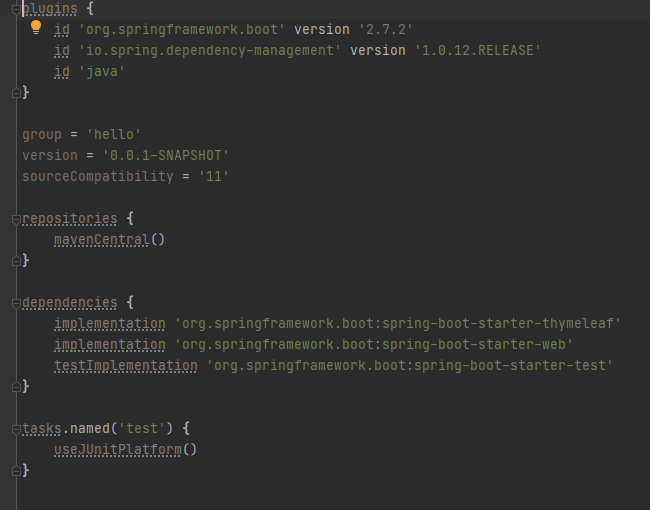 plugins {
id 'org.springframework.boot' version '2.7.2'
id 'io.spring.dependency-management' version '1.0.12.RELEASE'
id 'java'
}
group = 'hello'
version = '0.0.1-SNAPSHOT'
sourceCompatibility = '11'
repositories {
mavenCentral()
}
dependencies {
implementation 'org.springframework.boot:spring-boot-starter-thymeleaf'
implementation 'org.springframework.boot:spring-boot-starter-web'
testImplementation 'org.springframework.boot:spring-boot-starter-test'
}
tasks.named('test') {
useJUnitPlatform()
}